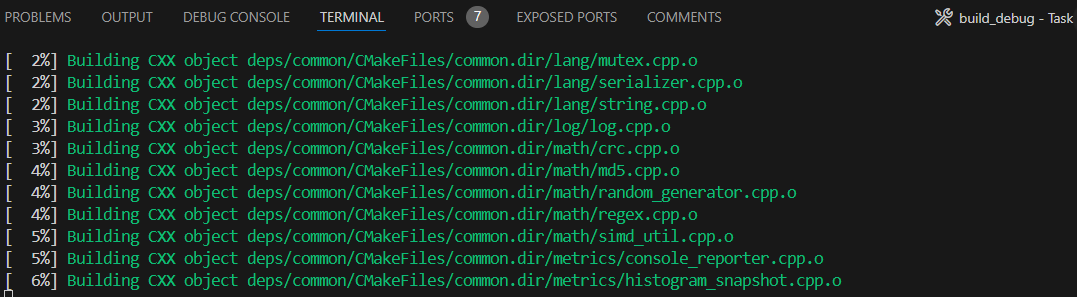 PROBLEMS OUTPUT DEBUG CONSOLE TERMINAL PORTS 7 EXPOSED PORTS COMMENTS build_debug - Task
[  2%] Building CXX object deps/common/CMakeFiles/common.dir/lang/mutex.cpp.o
[  2%] Building CXX object deps/common/CMakeFiles/common.dir/lang/serializer.cpp.o
[  2%] Building CXX object deps/common/CMakeFiles/common.dir/lang/string.cpp.o
[  3%] Building CXX object deps/common/CMakeFiles/common.dir/log/log.cpp.o
[  3%] Building CXX object deps/common/CMakeFiles/common.dir/math/crc.cpp.o
[  4%] Building CXX object deps/common/CMakeFiles/common.dir/math/md5.cpp.o
[  4%] Building CXX object deps/common/CMakeFiles/common.dir/math/random_generator.cpp.o
[  4%] Building CXX object deps/common/CMakeFiles/common.dir/math/regex.cpp.o
[  5%] Building CXX object deps/common/CMakeFiles/common.dir/math/simd_util.cpp.o
[  5%] Building CXX object deps/common/CMakeFiles/common.dir/metrics/console_reporter.cpp.o
[  6%] Building CXX object deps/common/CMakeFiles/common.dir/metrics/histogram_snapshot.cpp.o